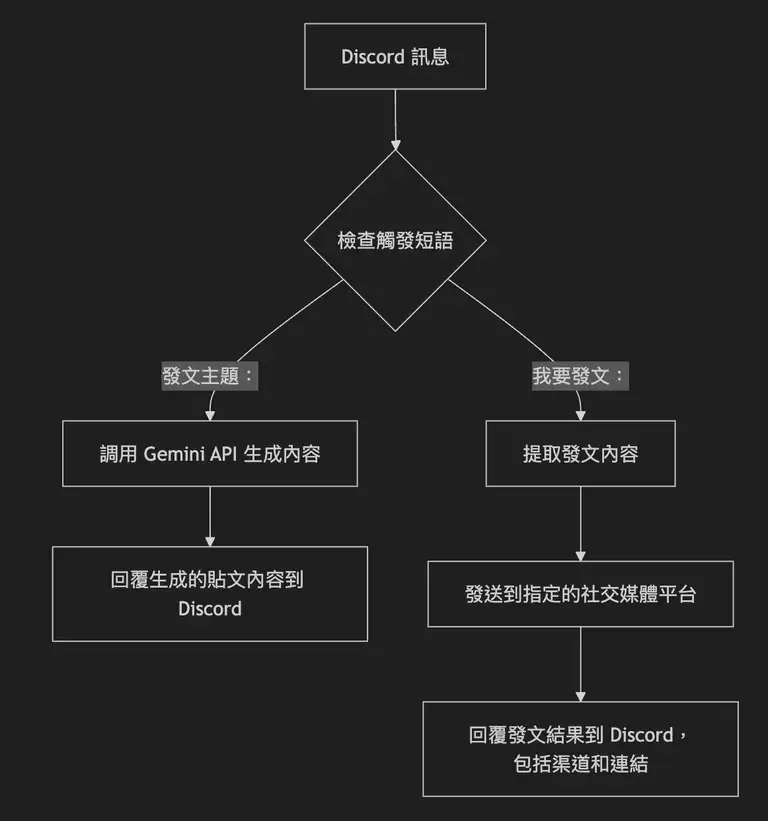 Discord 訊息
檢查觸發短語
發文主題：
我要發文：
調用 Gemini API 生成內容
提取發文內容
回覆生成的貼文內容到
Discord
發送到指定的社交媒體平台
回覆發文結果到 Discord，
包括渠道和連結